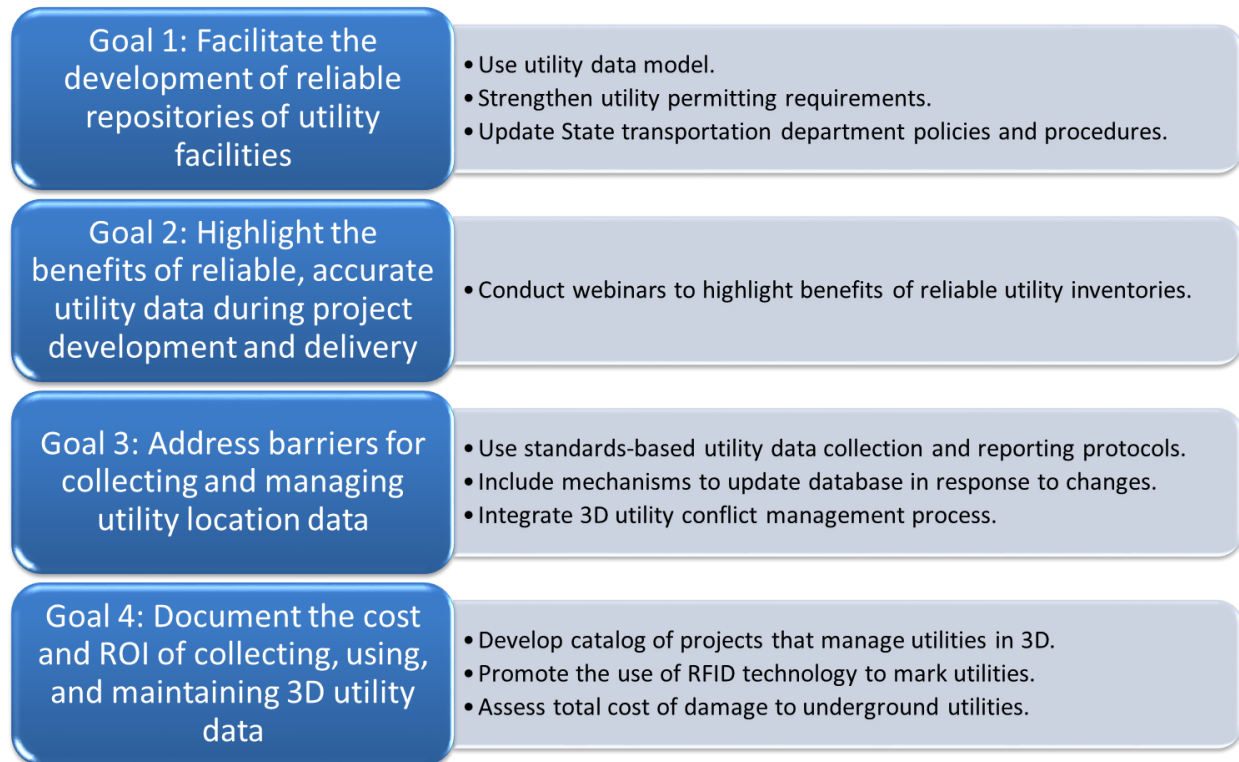 Goal 1: Facilitate the
development of reliable
repositories of utility
facilities
• Use utility data model.
• Strengthen utility permitting requirements.
• Update State transportation department policies and procedures.
Goal 2: Highlight the
benefits of reliable, accurate
utility data during project
development and delivery
• Conduct webinars to highlight benefits of reliable utility inventories.
Goal 3: Address barriers for
collecting and managing
utility location data
• Use standards-based utility data collection and reporting protocols.
• Include mechanisms to update database in response to changes.
• Integrate 3D utility conflict management process.
Goal 4: Document the cost
and ROI of collecting, using,
and maintaining 3D utility
data
• Develop catalog of projects that manage utilities in 3D.
• Promote the use of RFID technology to mark utilities.
• Assess total cost of damage to underground utilities.